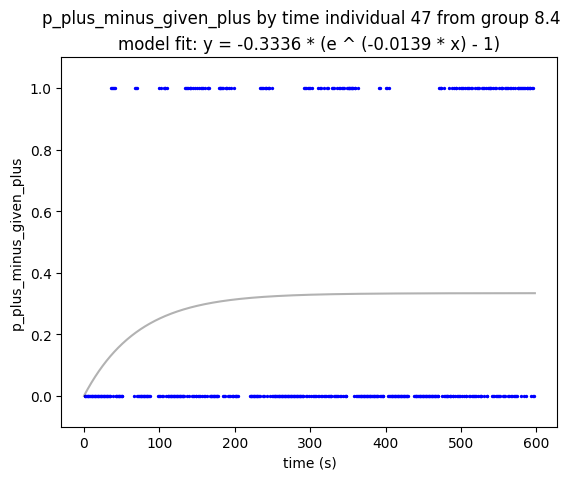 p_plus_minus_given_plus by time individual 47 from group 8.4
model fit: y = -0.3336 * (e ^ (-0.0139 * x) - 1)
1.0
0.8
0.6
0.4
0.2
0.0
p_plus_minus_given_plus
0 100 200 300 400 500 600
time (s)